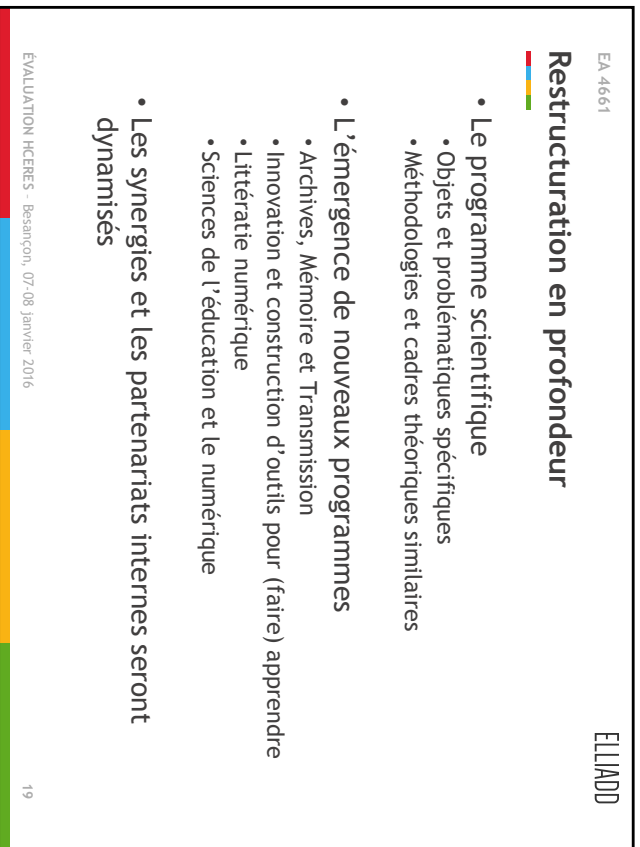 EA 4661
ELLIADD
Restructuration en profondeur
• Le programme scientifique
• Objets et problématiques spécifiques
• Méthodologies et cadres théoriques similaires
• L'émergence de nouveaux programmes
• Archives, Mémoire et Transmission
• Innovation et construction d'outils pour (faire) apprendre
• Littératie numérique
• Sciences de l'éducation et le numérique
• Les synergies et les partenariats internes seront
dynamisés
ÉVALUATION HCERES - Besançon, 07-08 janvier 2016
19